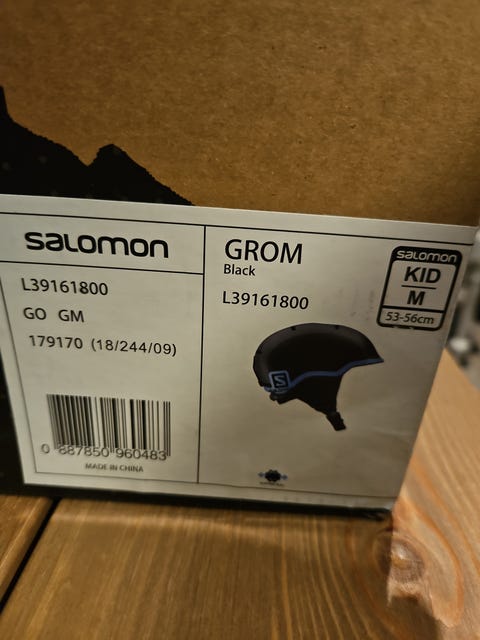 salomon
L39161800
GO GM
179170 (18/244/09)
0 887850 960483
MADE IN CHINA
GROM
Black
L39161800
salomon
KID
M
53-56cm
S